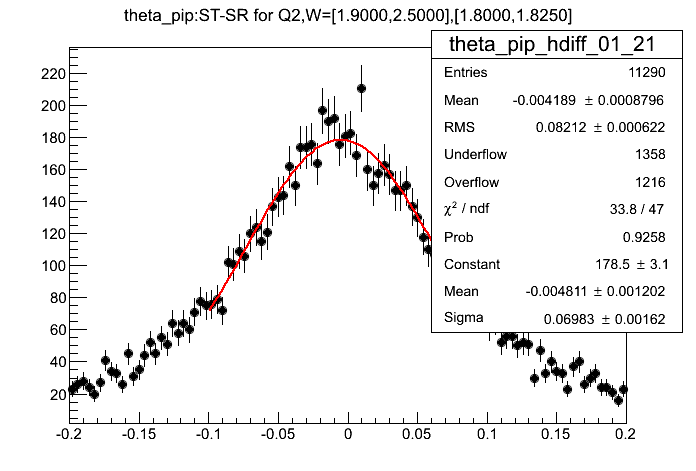 theta_pip:ST-SR for Q2,W=[1.9000,2.5000],[1.8000,1.8250]
theta_pip_hdiff_01_21
Entries 11290
Mean -0.004189 ± 0.0008796
RMS 0.08212 ± 0.000622
Underflow 1358
Overflow 1216
χ² / ndf 33.8 / 47
Prob 0.9258
Constant 178.5 ± 3.1
Mean -0.004811 ± 0.001202
Sigma 0.06983 ± 0.00162
220
200
180
160
140
120
100
80
60
40
20
-0.2 -0.15 -0.1 -0.05 0 0.05 0.1 0.15 0.2